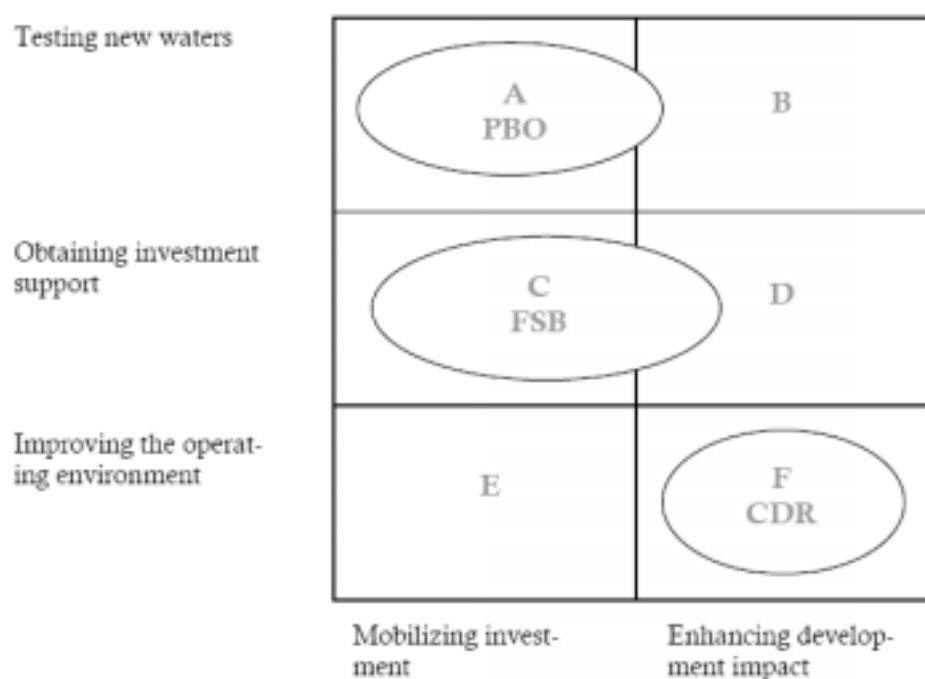 Testing new waters
A
PBO
B
Obtaining investment
support
C
FSB
D
Improving the operat-
ing environment
E
F
CDR
Mobilizing invest-
ment
Enhancing develop-
ment impact